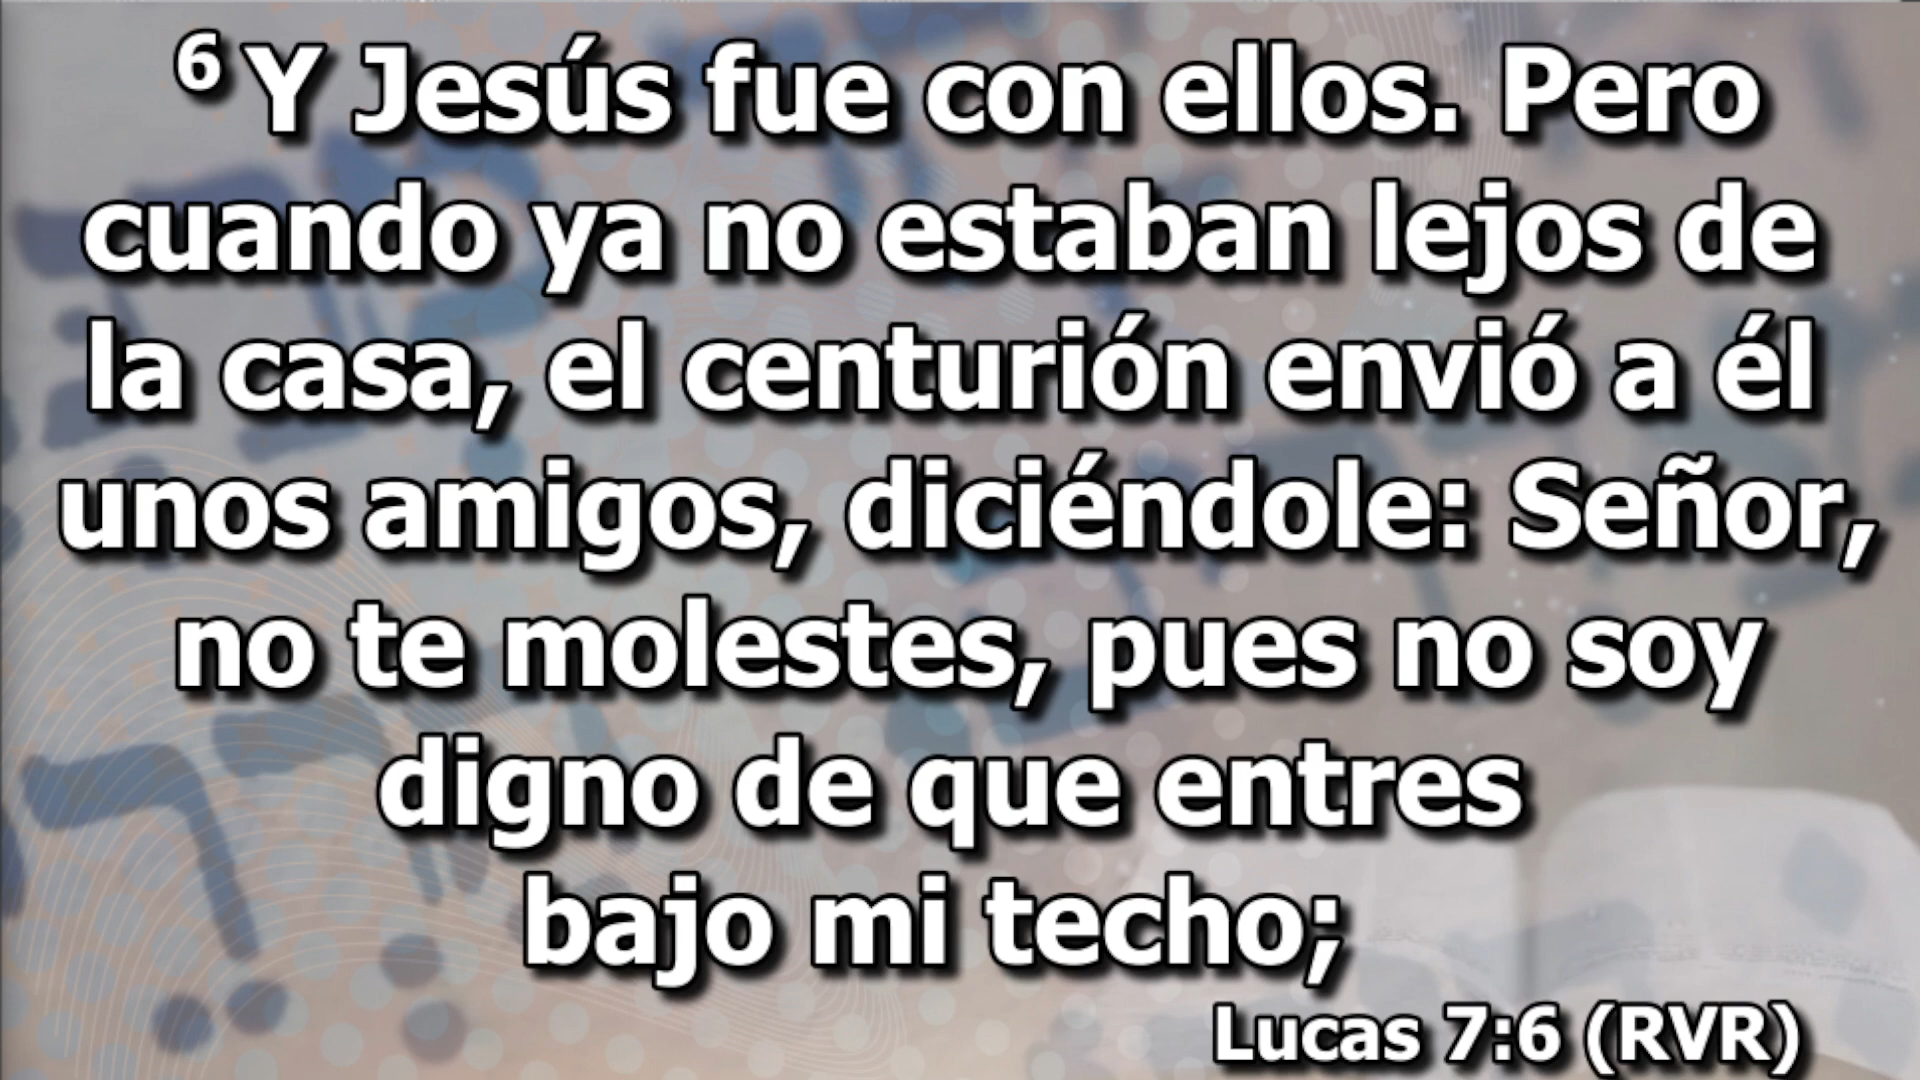 6 Y Jesús fue con ellos. Pero
cuando ya no estaban lejos de
la casa, el centurión envió a él
unos amigos, diciéndole: Señor,
no te molestes, pues no soy
digno de que entres
bajo mi techo;
Lucas 7:6 (RVR)